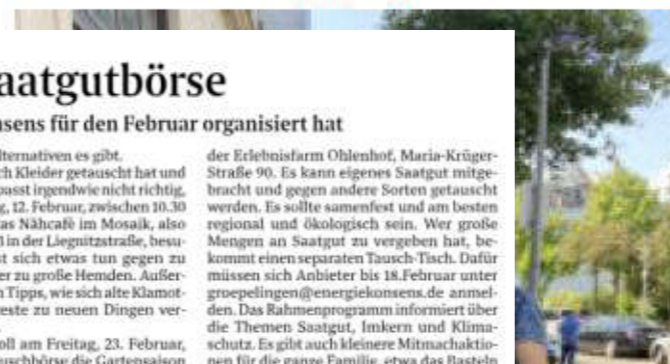 aatgutbörse
sens für den Februar organisiert hat
lternativen es gibt.
ch Kleider getauscht hat und
passt irgendwie nicht richtig,
g, 12. Februar, zwischen 10.30
as Nähcafè im Mosaik, also
in der Liegnitzstraße, besu-
t sich etwas tun gegen zu
er zu große Hemden. Außer-
n Tipps, wie sich alte Klamot-
este zu neuen Dingen ver-
oll am Freitag, 23. Februar,
uschbörse die Gartensaison
der Erlebnisfarm Ohlenhof, Maria-Krüger-
Straße 90. Es kann eigenes Saatgut mitge-
bracht und gegen andere Sorten getauscht
werden. Es sollte samenfest und am besten
regional und ökologisch sein. Wer große
Mengen an Saatgut zu vergeben hat, be-
kommt einen separaten Tausch-Tisch. Dafür
müssen sich Anbieter bis 18.Februar unter
groepelingen@energiekonsens.de anmel-
den. Das Rahmenprogramm informiert über
die Themen Saatgut, Imkern und Klima-
schutz. Es gibt auch kleinere Mitmachaktio-
nen für die ganze Familie, etwa das Basteln